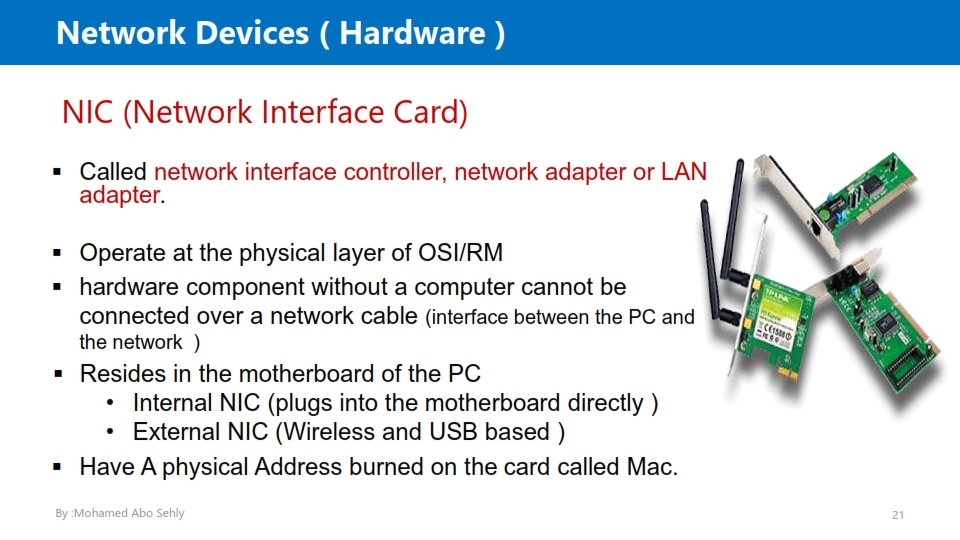 Network Devices ( Hardware )
NIC (Network Interface Card)
▪ Called network interface controller, network adapter or LAN
adapter.
▪ Operate at the physical layer of OSI/RM
▪ hardware component without a computer cannot be
connected over a network cable (interface between the PC and
the network )
▪ Resides in the motherboard of the PC
• Internal NIC (plugs into the motherboard directly )
• External NIC (Wireless and USB based )
▪ Have A physical Address burned on the card called Mac.
TP-LINK
By :Mohamed Abo Sehly
21